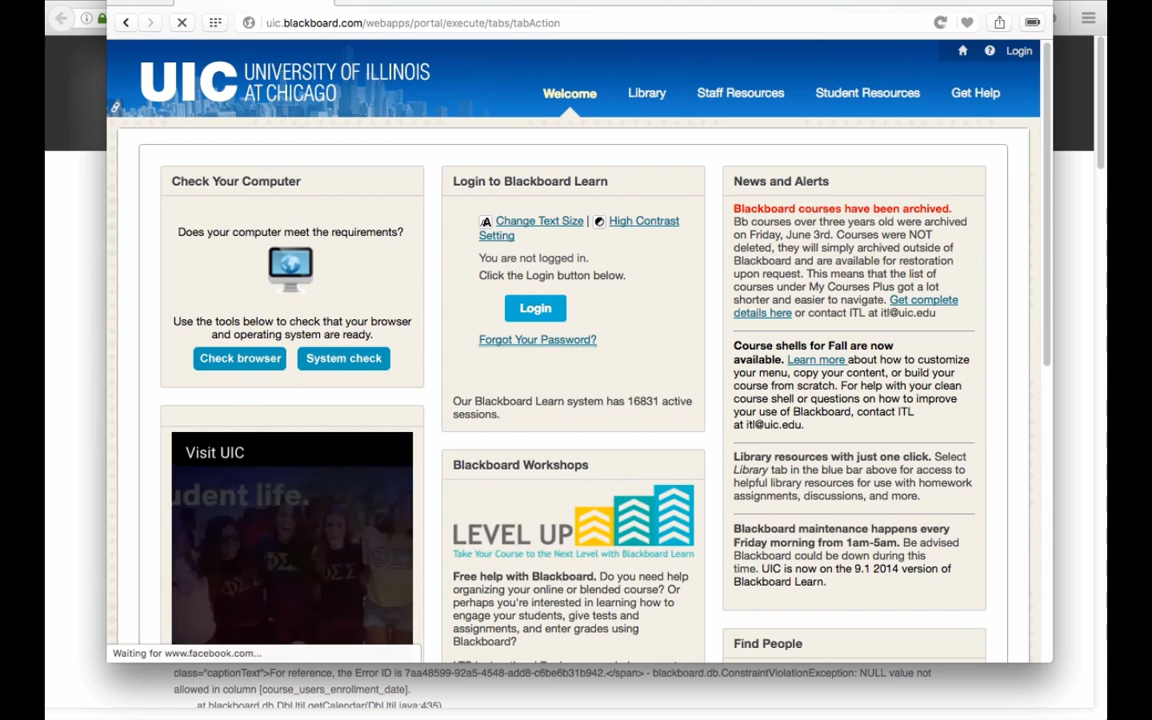 uic.blackboard.com/webapps/portal/execute/tabs/tabAction
Login
UIC UNIVERSITY OF ILLINOIS
AT CHICAGO
Welcome
Library
Staff Resources
Student Resources
Get Help
Check Your Computer
Does your computer meet the requirements?
Use the tools below to check that your browser
and operating system are ready.
Check browser
System check
Visit UIC
udent life.
Waiting for www.facebook.com...
Login to Blackboard Learn
A Change Text Size | High Contrast
Setting
You are not logged in.
Click the Login button below.
Login
Forgot Your Password?
Our Blackboard Learn system has 16831 active
sessions.
Blackboard Workshops
LEVEL UP
Take Your Course to the Next Level with Blackboard Learn
Free help with Blackboard. Do you need help
organizing your online or blended course? Or
perhaps you're interested in learning how to
engage your students, give tests and
assignments, and enter grades using
Blackboard?
News and Alerts
Blackboard courses have been archived.
Bb courses over three years old were archived
on Friday, June 3rd. Courses were NOT
deleted, they will simply archived outside of
Blackboard and are available for restoration
upon request. This means that the list of
courses under My Courses Plus got a lot
shorter and easier to navigate. Get complete
details here or contact ITL at itl@uic.edu
Course shells for Fall are now
available. Learn more about how to customize
your menu, copy your content, or build your
course from scratch. For help with your clean
course shell or questions on how to improve
your use of Blackboard, contact ITL
at itl@uic.edu.
Library resources with just one click. Select
Library tab in the blue bar above for access to
helpful library resources for use with homework
assignments, discussions, and more.
Blackboard maintenance happens every
Friday morning from 1am-5am. Be advised
Blackboard could be down during this
time. UIC is now on the 9.1 2014 version of
Blackboard Learn.
Find People
class="captionText">For reference, the Error ID is 7aa48599-92a5-4548-add8-c6be6b31b942.</span> - blackboard.db.ConstraintViolationException: NULL value not
allowed in column [course_users_enrollment_date].
at blackboard.db.DbUtil.getCalendar(DbUtil.java:435)